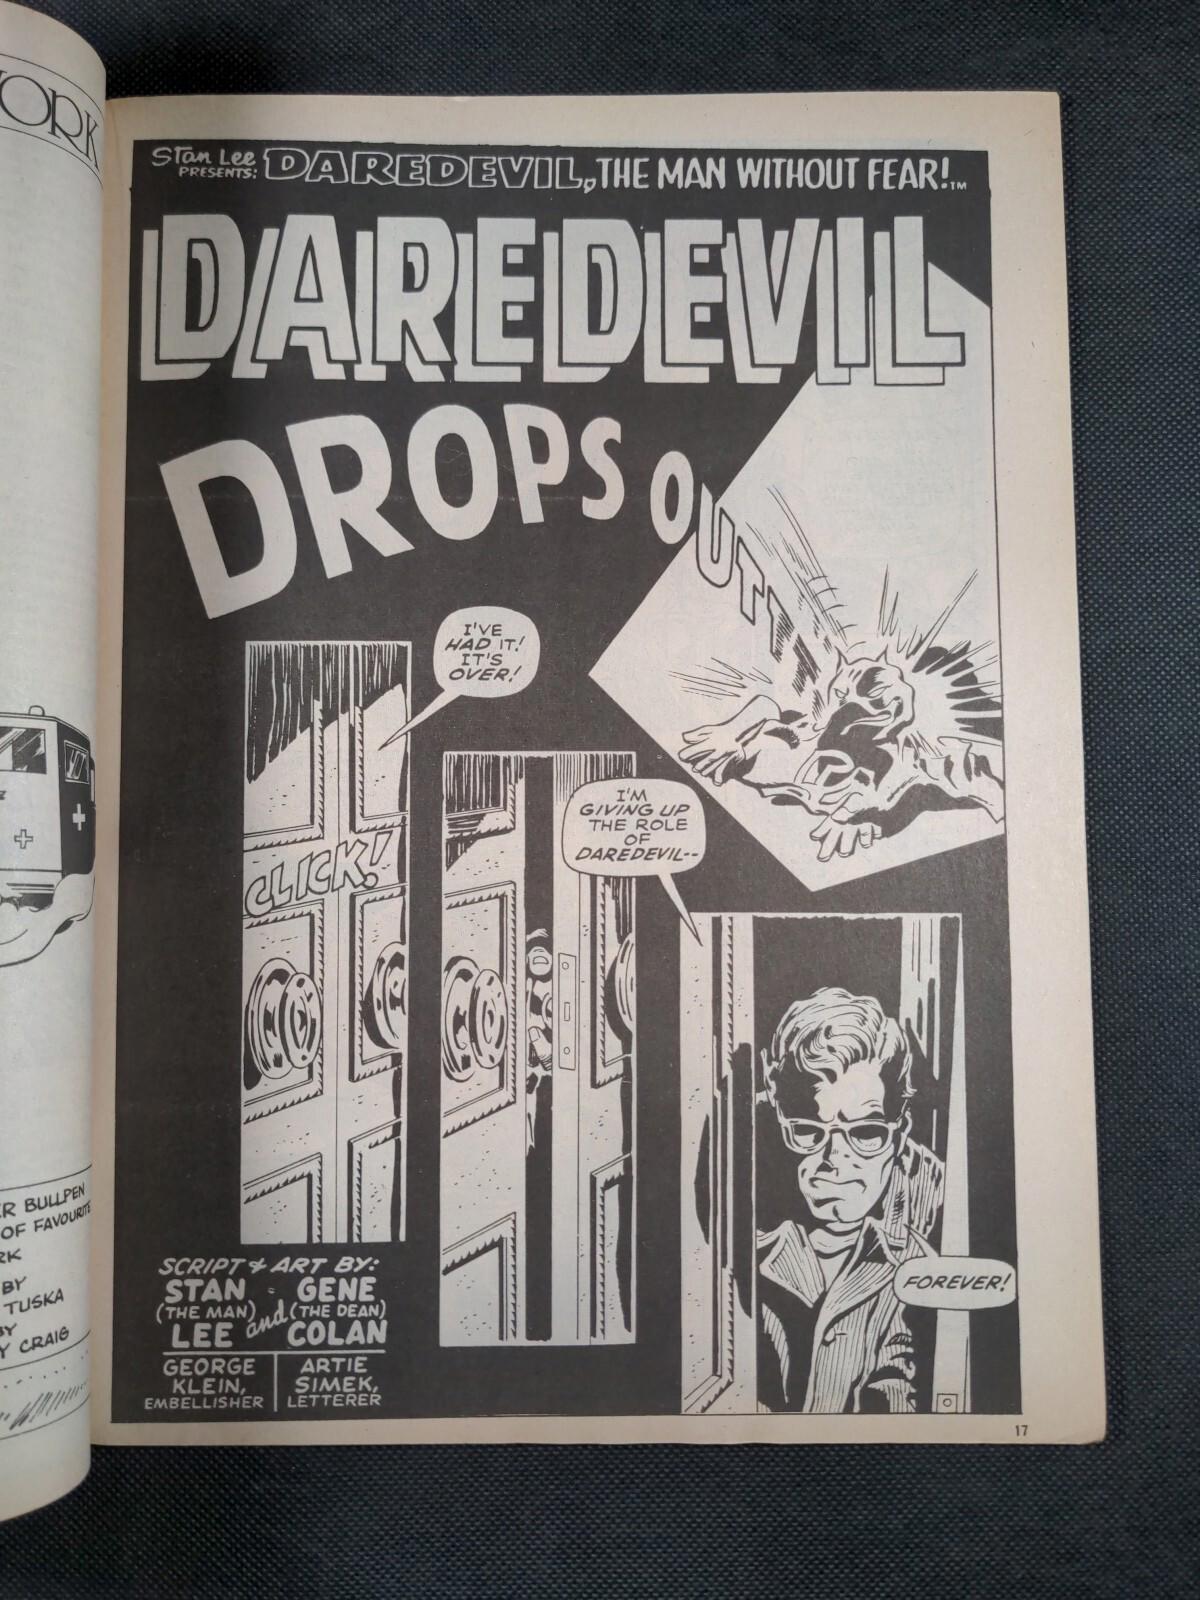 ORK
Stan Lee
PRESENTS:
DAREDEVIL, THE MAN WITHOUT FEAR!™
DAREDEVIL
DROPS OUT!
I'VE
HAD IT!
IT'S
OVER!
CLICK!
I'M
GIVING UP
THE ROLE
OF
DAREDEVIL--
FOREVER!
SCRIPT & ART BY:
STAN
(THE MAN)
LEE
and
GENE
(THE DEAN)
COLAN
GEORGE
KLEIN,
EMBELLISHER
ARTIE
SIMEK,
LETTERER
17
ER BULLPEN
OF FAVOURITE
RK
BY
TUSKA
BY
Y CRAIG